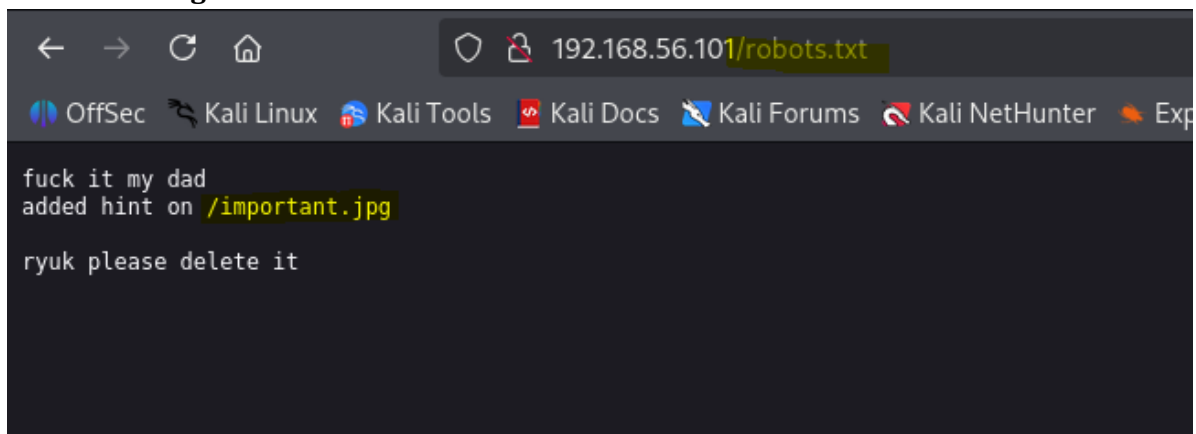 192.168.56.101/robots.txt
OffSec Kali Linux Kali Tools Kali Docs Kali Forums Kali NetHunter Exp
fuck it my dad
added hint on /important.jpg
ryuk please delete it